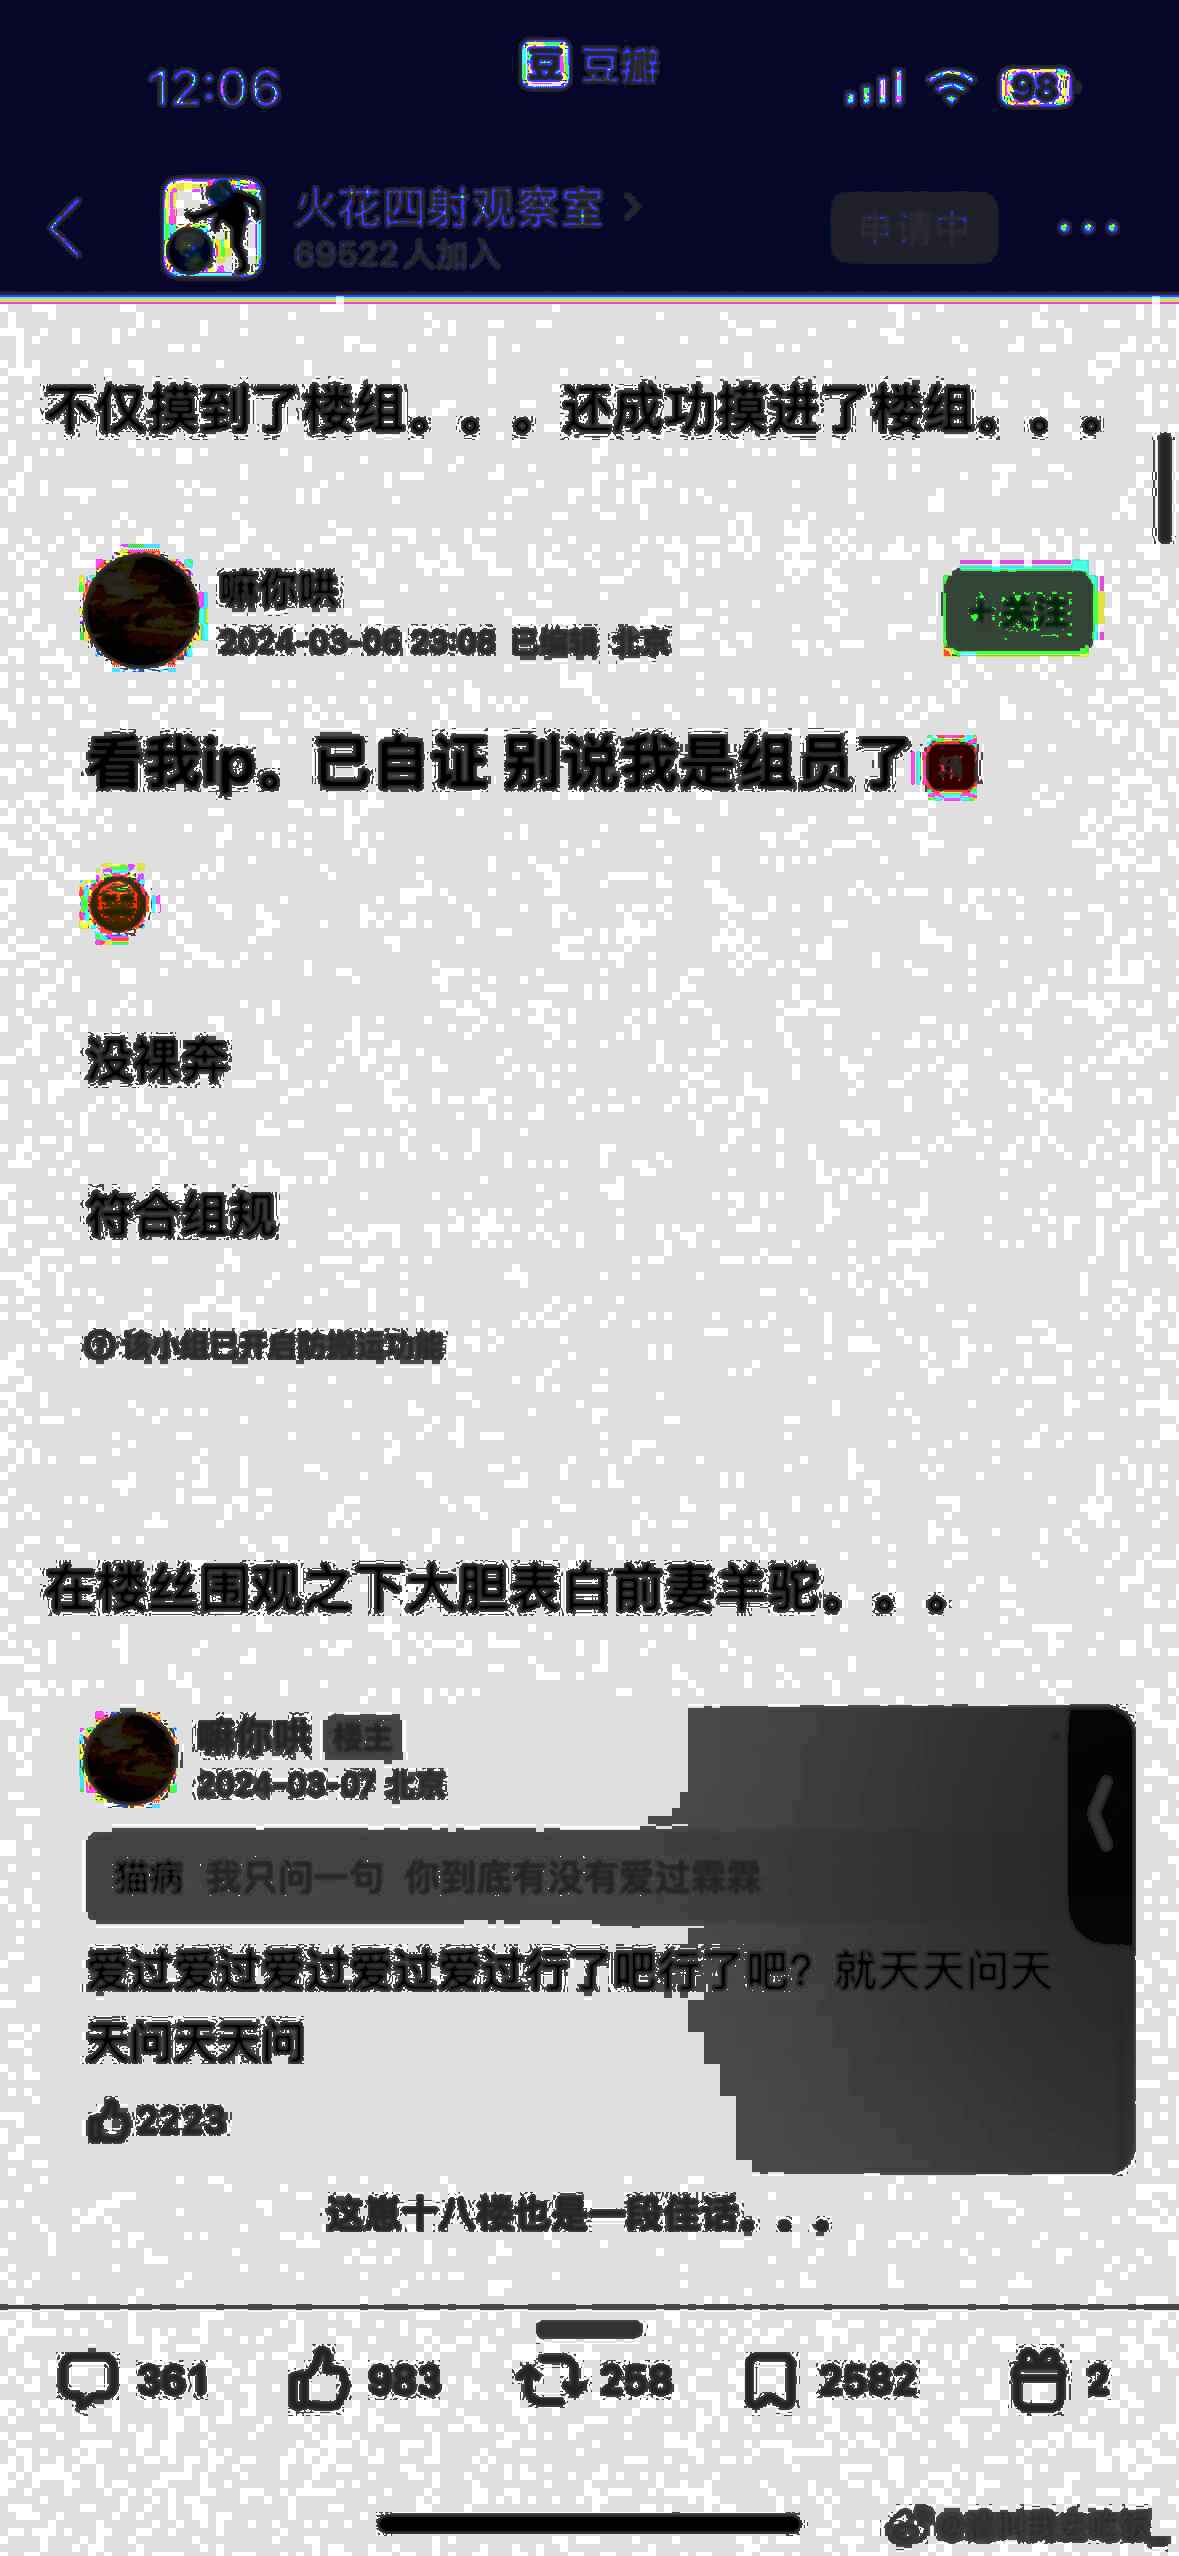 12:06
豆 豆瓣
98
火花四射观察室
69522人加入
申请中
不仅摸到了楼组。。。还成功摸进了楼组。。。
嘛你哄
2024-03-06 23:08 已编辑 北京
+关注
看我ip。已自证 别说我是组员了
没裸奔
符合组规
该小组已开启防搬运功能
在楼丝围观之下大胆表白前妻羊驼。。。
嘛你哄 楼主
2024-03-07 北京
猫病 我只问一句 你到底有没有爱过霖霖
爱过爱过爱过爱过爱过行了吧行了吧？就天天问天
天问天天问
2223
这崽十八楼也是一段佳话。。。
361 983 258 2582 2